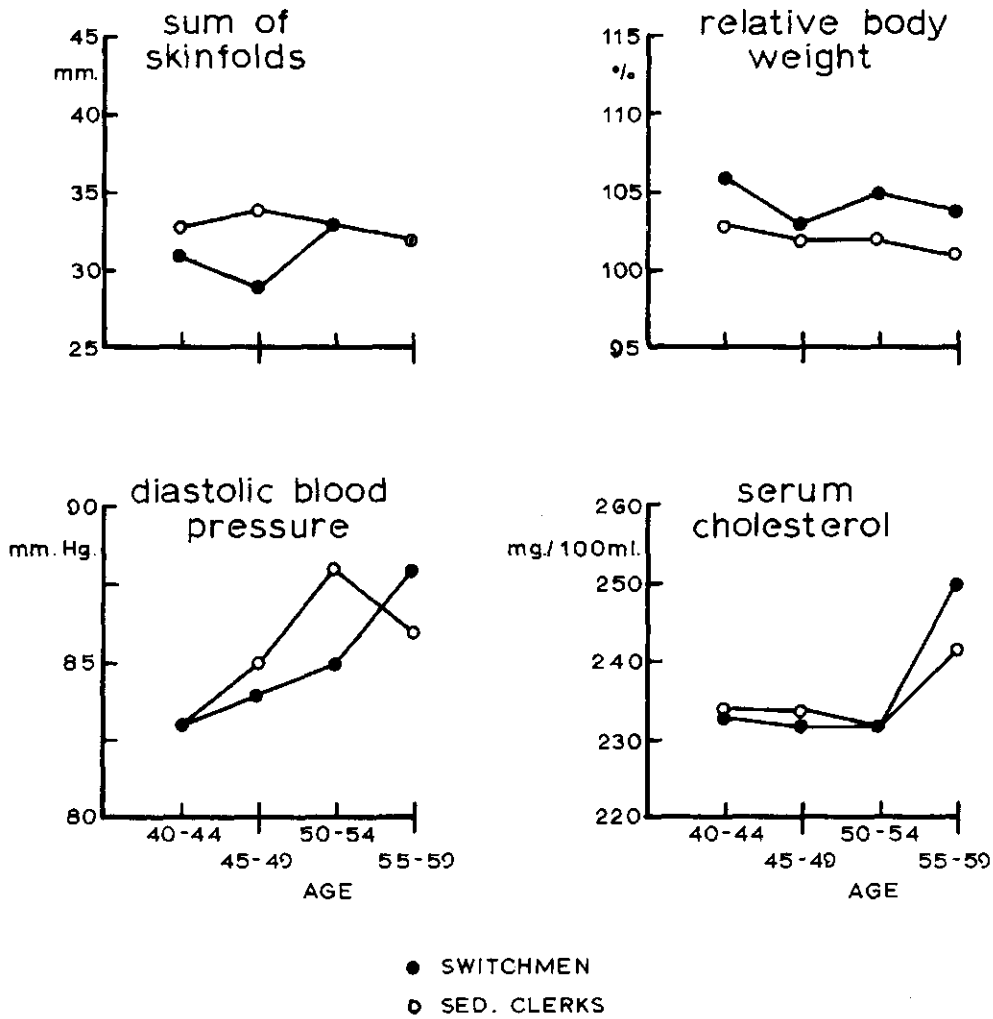 sum of
skinfolds
45
mm.
40
35
30
25
relative body
weight
115
%
110
105
100
95
diastolic blood
pressure
90
mm. Hg.
85
80
40-44
45-49
50-54
55-59
AGE
serum
cholesterol
260
mg./100ml.
250
240
230
220
40-44
45-49
50-54
55-59
AGE
● SWITCHMEN
○ SED. CLERKS